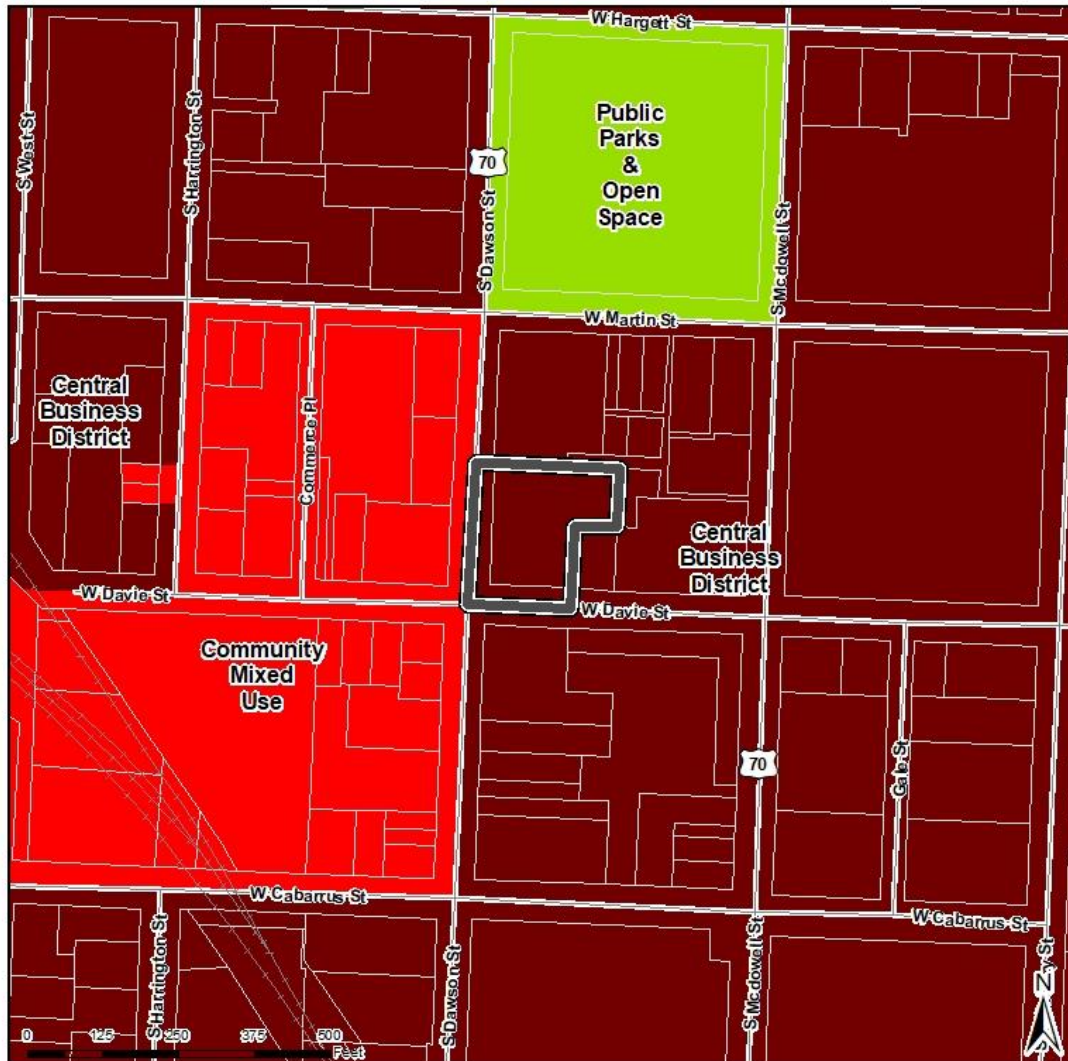 W Hargett St
S West St
S Harrington St
Public
Parks
&
Open
Space
70
S Dawson St
S Mcdowell St
W Martin St
Central
Business
District
Commerce Pl
Central
Business
District
W Davie St
W Davie St
Community
Mixed
Use
70
Gale St
W Cabarrus St
W Cabarrus St
S Harrington St
S Dawson St
S Mcdowell St
N
0 125 250 375 500
Feet